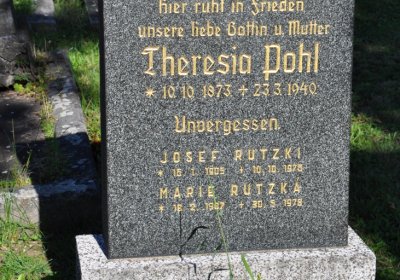 hier ruht in Frieden
unsere liebe Gattin u. Mutter
Theresia Pohl
* 10.10.1873 + 23.3.1940
Unvergessen.
JOSEF RUTZKI
MARIE RUTZKA